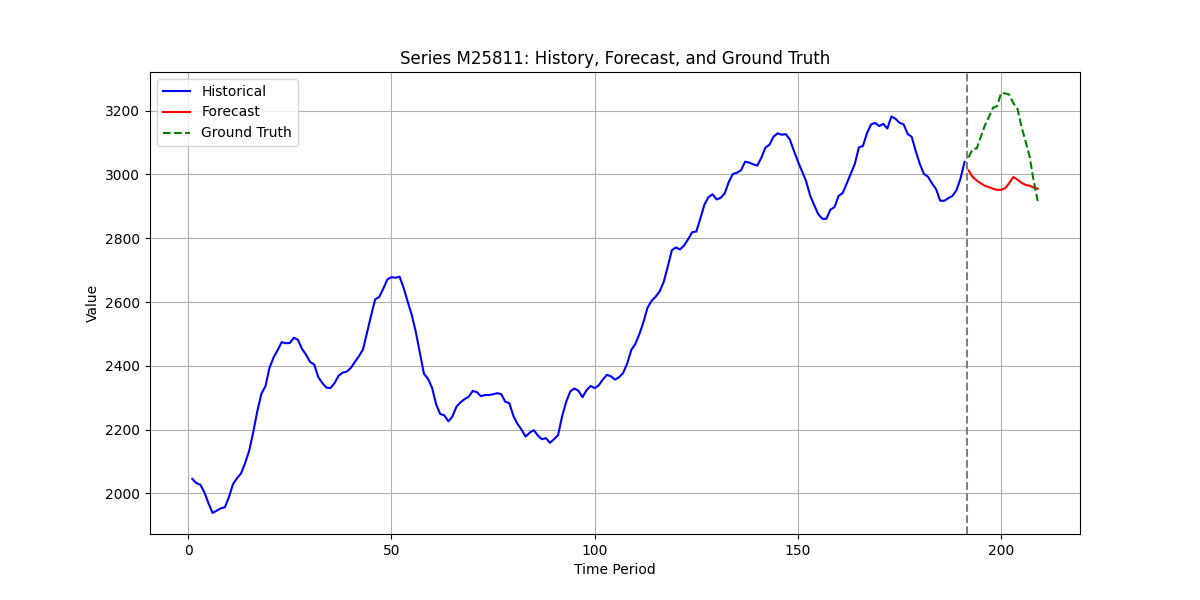 Series M25811: History, Forecast, and Ground Truth
Historical
Forecast
Ground Truth
3200
3000
2800
2600
2400
2200
2000
Value
0 50 100 150 200
Time Period